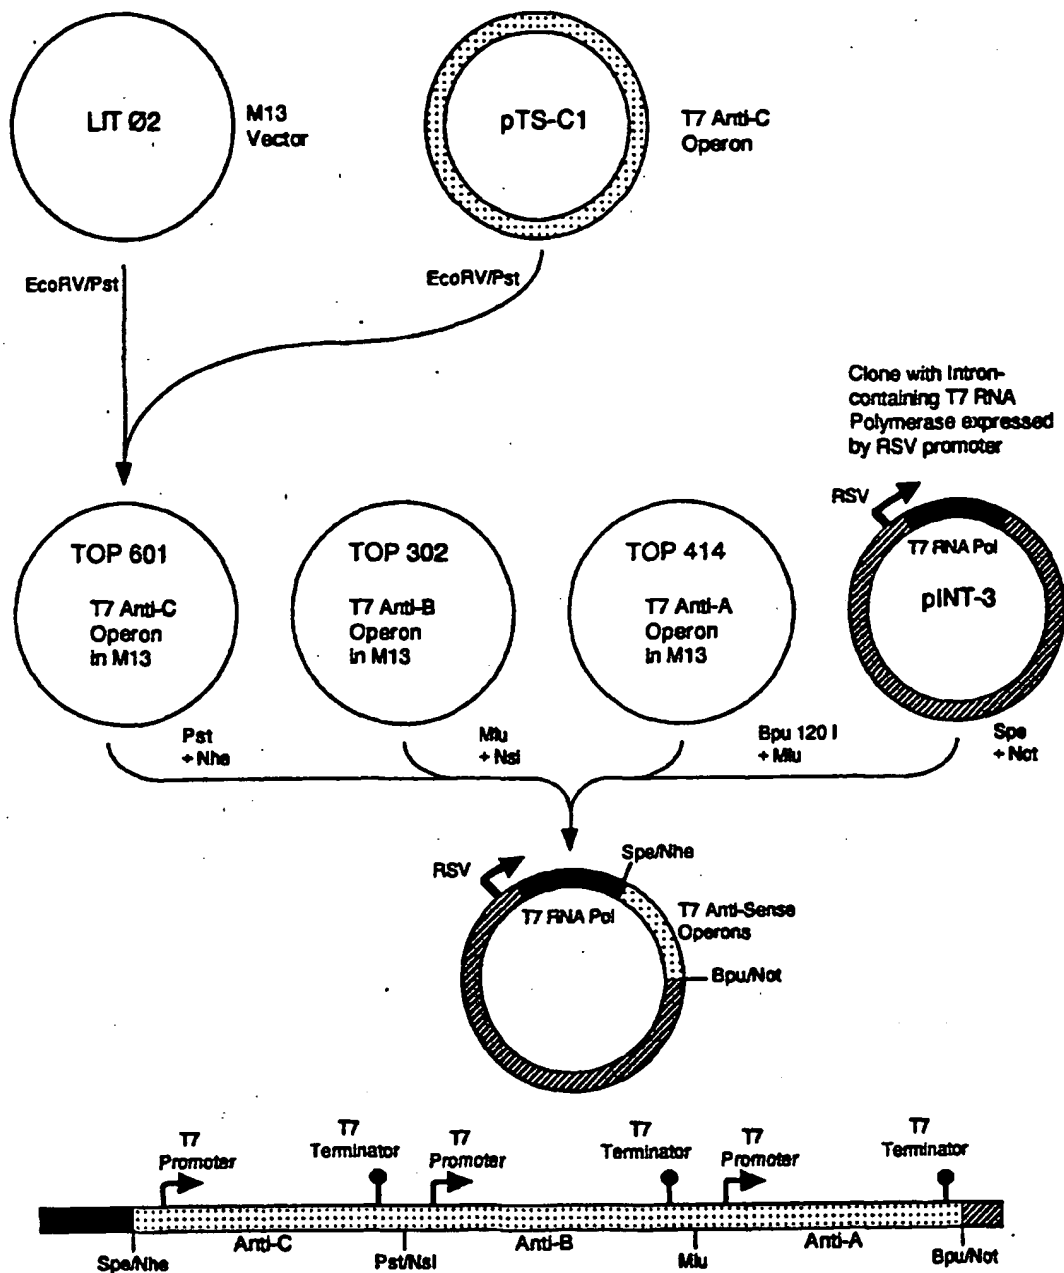 LIT Ø2
M13
Vector
pTS-C1
T7 Anti-C
Operon
EcoRV/Pst
EcoRV/Pst
Clone with Intron-
containing T7 RNA
Polymerase expressed
by RSV promoter
RSV
T7 RNA Pol
pINT-3
TOP 601
T7 Anti-C
Operon
in M13
TOP 302
T7 Anti-B
Operon
in M13
TOP 414
T7 Anti-A
Operon
in M13
Pst
+ Nhe
Mlu
+ Nsi
Bpu 120 I
+ Mlu
Spe
+ Not
RSV
Spe/Nhe
T7 RNA Pol
T7 Anti-Sense
Operons
Bpu/Not
T7
Promoter
T7
Terminator
T7
Promoter
T7
Terminator
T7
Promoter
T7
Terminator
Anti-C
Anti-B
Anti-A
Spe/Nhe
Pst/Nsi
Mlu
Bpu/Not